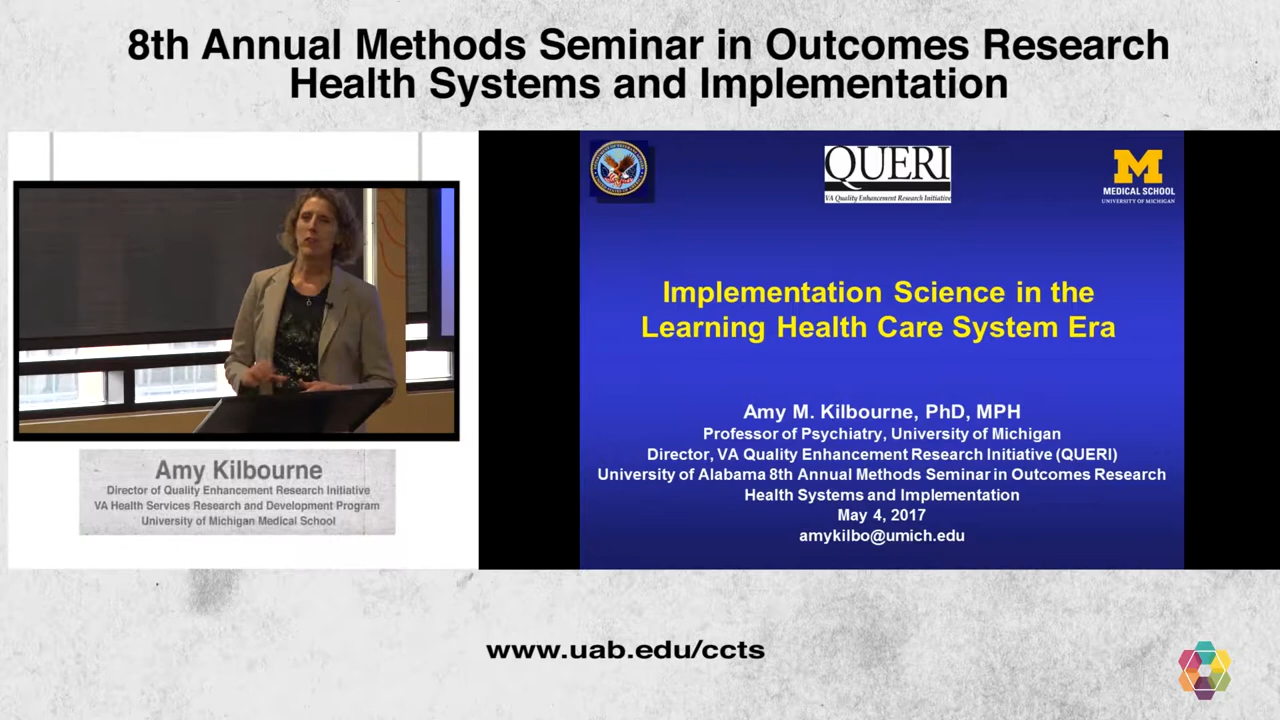 8th Annual Methods Seminar in Outcomes Research
Health Systems and Implementation
Amy Kilbourne
Director of Quality Enhancement Research Initiative
VA Health Services Research and Development Program
University of Michigan Medical School
QUERI
VA Quality Enhancement Research Initiative
M
MEDICAL SCHOOL
UNIVERSITY OF MICHIGAN
Implementation Science in the
Learning Health Care System Era
Amy M. Kilbourne, PhD, MPH
Professor of Psychiatry, University of Michigan
Director, VA Quality Enhancement Research Initiative (QUERI)
University of Alabama 8th Annual Methods Seminar in Outcomes Research
Health Systems and Implementation
May 4, 2017
amykilbo@umich.edu
www.uab.edu/ccts